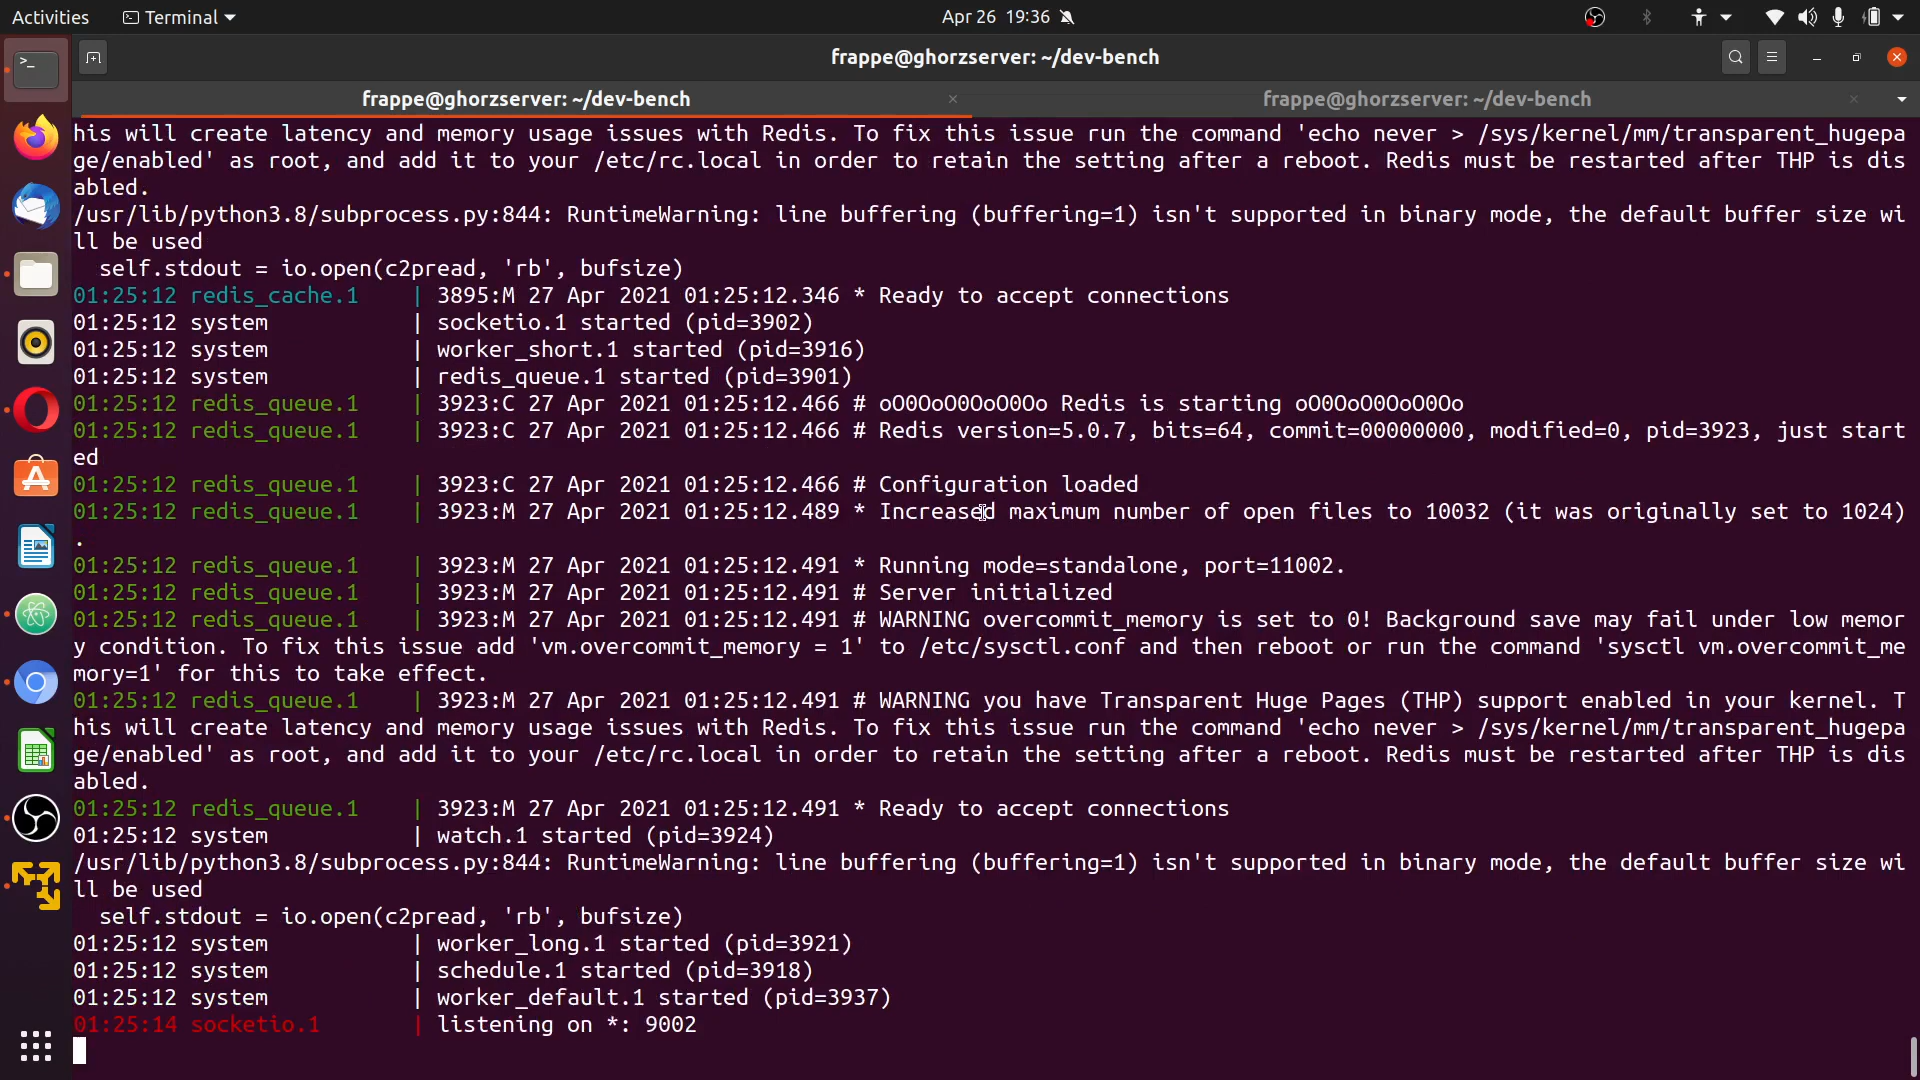 Activities
Terminal
Apr 26 19:36
frappe@ghorzserver: ~/dev-bench
frappe@ghorzserver: ~/dev-bench
frappe@ghorzserver: ~/dev-bench
his will create latency and memory usage issues with Redis. To fix this issue run the command 'echo never > /sys/kernel/mm/transparent_hugepa
ge/enabled' as root, and add it to your /etc/rc.local in order to retain the setting after a reboot. Redis must be restarted after THP is dis
abled.
/usr/lib/python3.8/subprocess.py:844: RuntimeWarning: line buffering (buffering=1) isn't supported in binary mode, the default buffer size wi
ll be used
  self.stdout = io.open(c2pread, 'rb', bufsize)
01:25:12 redis_cache.1    | 3895:M 27 Apr 2021 01:25:12.346 * Ready to accept connections
01:25:12 system           | socketio.1 started (pid=3902)
01:25:12 system           | worker_short.1 started (pid=3916)
01:25:12 system           | redis_queue.1 started (pid=3901)
01:25:12 redis_queue.1    | 3923:C 27 Apr 2021 01:25:12.466 # oO0OoO0OoO0Oo Redis is starting oO0OoO0OoO0Oo
01:25:12 redis_queue.1    | 3923:C 27 Apr 2021 01:25:12.466 # Redis version=5.0.7, bits=64, commit=00000000, modified=0, pid=3923, just start
ed
01:25:12 redis_queue.1    | 3923:C 27 Apr 2021 01:25:12.466 # Configuration loaded
01:25:12 redis_queue.1    | 3923:M 27 Apr 2021 01:25:12.489 * Increased maximum number of open files to 10032 (it was originally set to 1024)
.
01:25:12 redis_queue.1    | 3923:M 27 Apr 2021 01:25:12.491 * Running mode=standalone, port=11002.
01:25:12 redis_queue.1    | 3923:M 27 Apr 2021 01:25:12.491 # Server initialized
01:25:12 redis_queue.1    | 3923:M 27 Apr 2021 01:25:12.491 # WARNING overcommit_memory is set to 0! Background save may fail under low memor
y condition. To fix this issue add 'vm.overcommit_memory = 1' to /etc/sysctl.conf and then reboot or run the command 'sysctl vm.overcommit_me
mory=1' for this to take effect.
01:25:12 redis_queue.1    | 3923:M 27 Apr 2021 01:25:12.491 # WARNING you have Transparent Huge Pages (THP) support enabled in your kernel. T
his will create latency and memory usage issues with Redis. To fix this issue run the command 'echo never > /sys/kernel/mm/transparent_hugepa
ge/enabled' as root, and add it to your /etc/rc.local in order to retain the setting after a reboot. Redis must be restarted after THP is dis
abled.
01:25:12 redis_queue.1    | 3923:M 27 Apr 2021 01:25:12.491 * Ready to accept connections
01:25:12 system           | watch.1 started (pid=3924)
/usr/lib/python3.8/subprocess.py:844: RuntimeWarning: line buffering (buffering=1) isn't supported in binary mode, the default buffer size wi
ll be used
  self.stdout = io.open(c2pread, 'rb', bufsize)
01:25:12 system           | worker_long.1 started (pid=3921)
01:25:12 system           | schedule.1 started (pid=3918)
01:25:12 system           | worker_default.1 started (pid=3937)
01:25:14 socketio.1       | listening on *: 9002